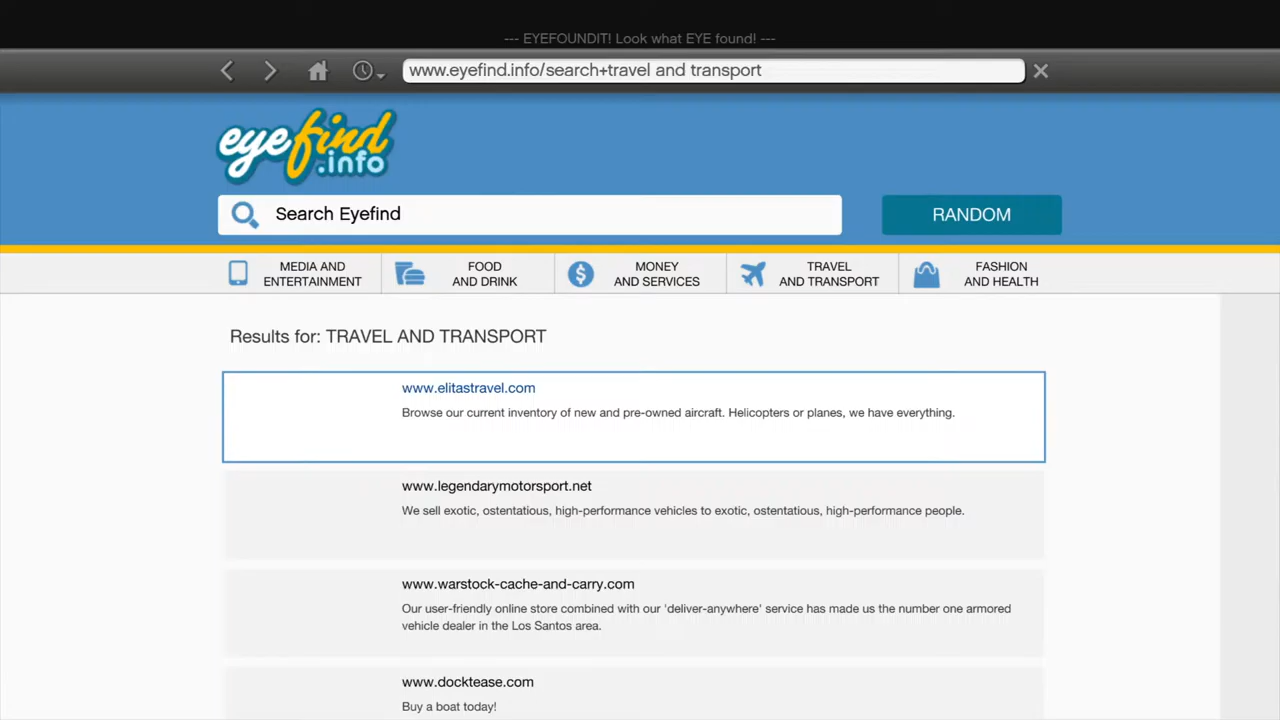 --- EYEFOUNDIT! Look what EYE found! ---
www.eyefind.info/search+travel and transport
eyefind
.info
Search Eyefind
RANDOM
MEDIA AND
ENTERTAINMENT
FOOD
AND DRINK
MONEY
AND SERVICES
TRAVEL
AND TRANSPORT
FASHION
AND HEALTH
Results for: TRAVEL AND TRANSPORT
www.elitastravel.com
Browse our current inventory of new and pre-owned aircraft. Helicopters or planes, we have everything.
www.legendarymotorsport.net
We sell exotic, ostentatious, high-performance vehicles to exotic, ostentatious, high-performance people.
www.warstock-cache-and-carry.com
Our user-friendly online store combined with our 'deliver-anywhere' service has made us the number one armored
vehicle dealer in the Los Santos area.
www.docktease.com
Buy a boat today!